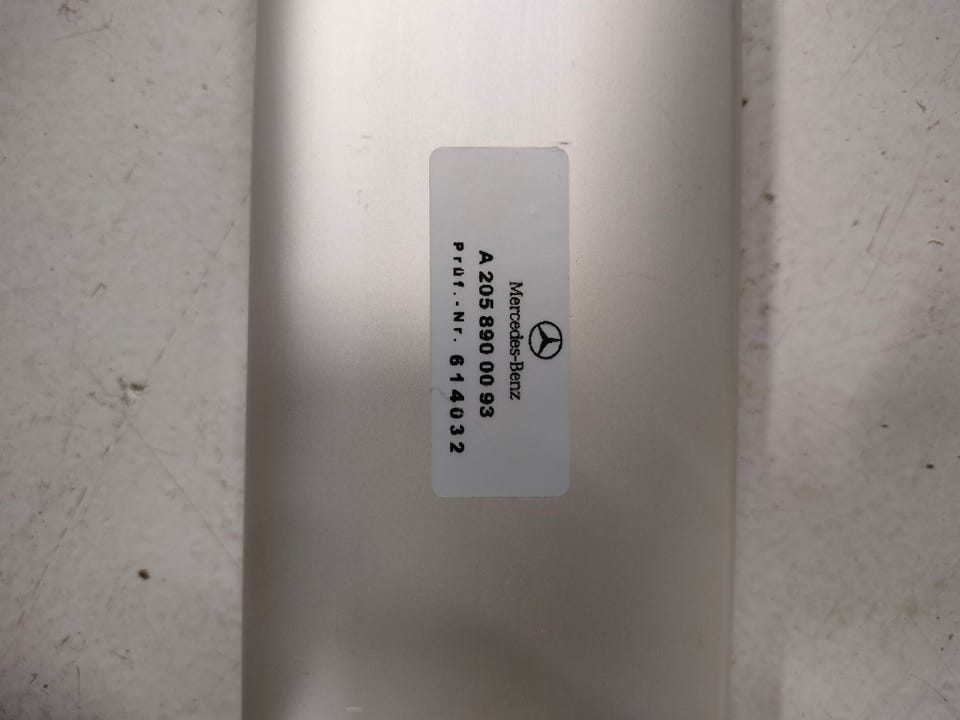 Mercedes-Benz
A 205 890 00 93
Prüf.-Nr. 614032